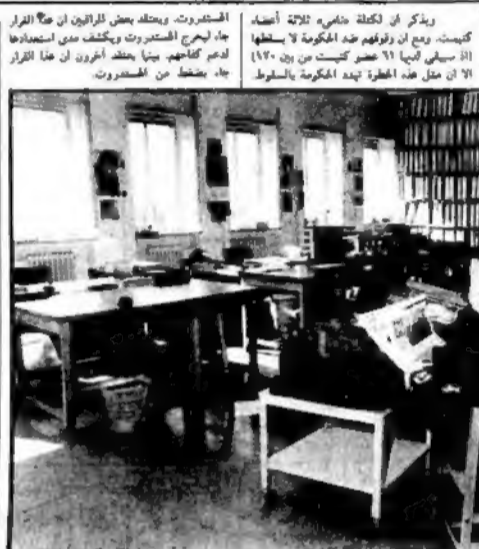 ويذكر ان لكتلة «تامي» ثلاثة أعضاء
كنيست. ومع ان وقوفهم ضد الحكومة لا يسقطها
(اذ سيبقى لديها ٦١ عضو كنيست من بين ١٢٠)
الا ان مثل هذه الخطوة تهدد الحكومة بالسقوط.
الهستدروت. ويعتقد بعض المراقبين ان هذا القرار
جاء ليحرج الهستدروت ويكشف مدى استعدادها
لدعم كفاحهم. بينما يعتقد آخرون ان هذا القرار
جاء بضغط من الهستدروت.